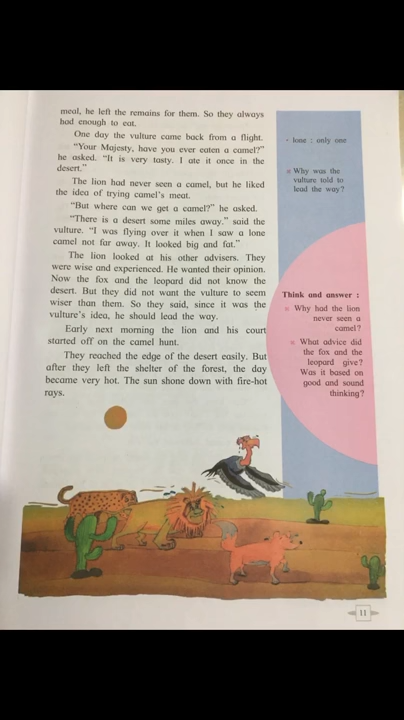 meal, he left the remains for them. So they always
had enough to eat.
One day the vulture came back from a flight.
"Your Majesty, have you ever eaten a camel?"
he asked. "It is very tasty. I ate it once in the
desert."
The lion had never seen a camel, but he liked
the idea of trying camel's meat.
"But where can we get a camel?" he asked.
"There is a desert some miles away." said the
vulture. "I was flying over it when I saw a lone
camel not far away. It looked big and fat."
The lion looked at his other advisers. They
were wise and experienced. He wanted their opinion.
Now the fox and the leopard did not know the
desert. But they did not want the vulture to seem
wiser than them. So they said, since it was the
vulture's idea, he should lead the way.
Early next morning the lion and his court
started off on the camel hunt.
They reached the edge of the desert easily. But
after they left the shelter of the forest, the day
became very hot. The sun shone down with fire-hot
rays.
• lone : only one
* Why was the
vulture told to
lead the way?
Think and answer :
* Why had the lion
never seen a
camel?
* What advice did
the fox and the
leopard give?
Was it based on
good and sound
thinking?
11